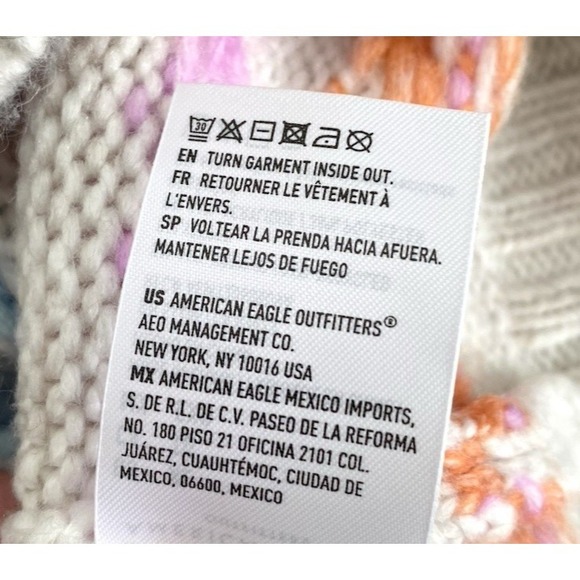 30
EN TURN GARMENT INSIDE OUT.
FR RETOURNER LE VÊTEMENT À
L'ENVERS.
SP VOLTEAR LA PRENDA HACIA AFUERA.
MANTENER LEJOS DE FUEGO
US AMERICAN EAGLE OUTFITTERS®
AEO MANAGEMENT CO.
NEW YORK, NY 10016 USA
MX AMERICAN EAGLE MEXICO IMPORTS,
S. DE R.L. DE C.V. PASEO DE LA REFORMA
NO. 180 PISO 21 OFICINA 2101 COL.
JUÁREZ, CUAUHTÉMOC, CIUDAD DE
MEXICO, 06600, MEXICO